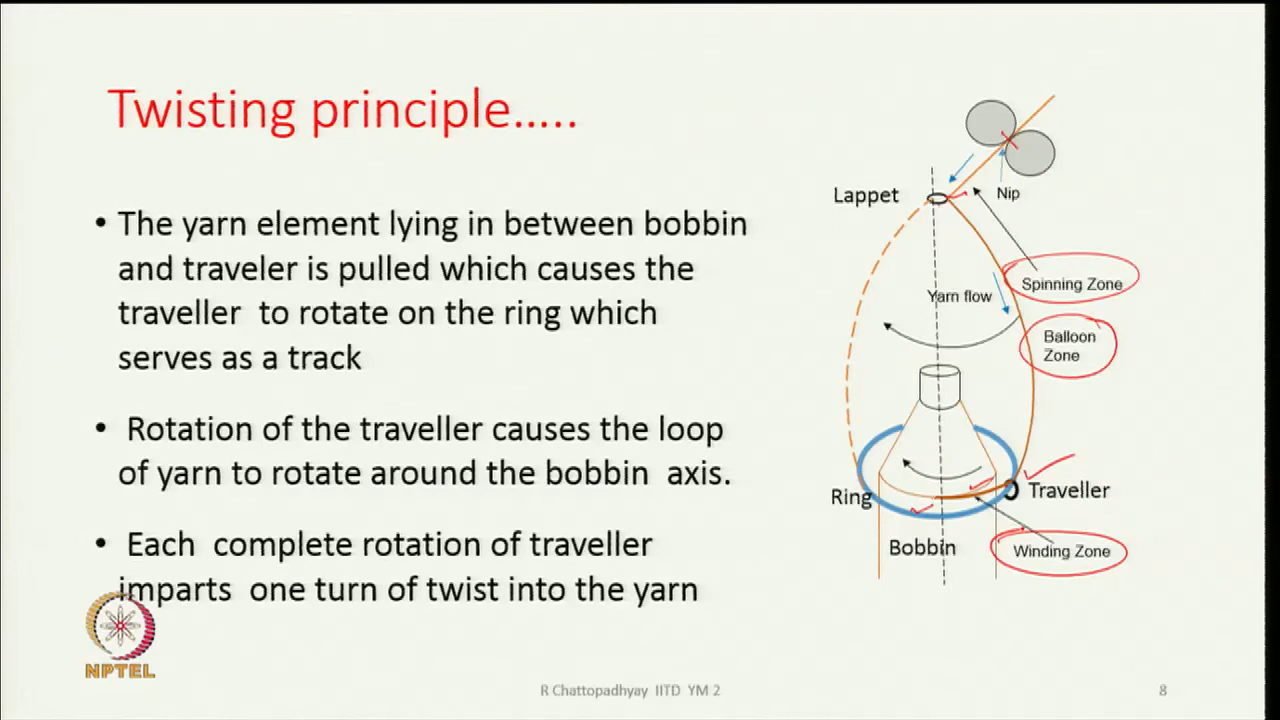 Twisting principle.....
• The yarn element lying in between bobbin
and traveler is pulled which causes the
traveller to rotate on the ring which
serves as a track
• Rotation of the traveller causes the loop
of yarn to rotate around the bobbin axis.
• Each complete rotation of traveller
imparts one turn of twist into the yarn
Lappet
Nip
Spinning Zone
Yarn flow
Balloon
Zone
Ring
Traveller
Bobbin
Winding Zone
NPTEL
R Chattopadhyay IITD YM 2
8